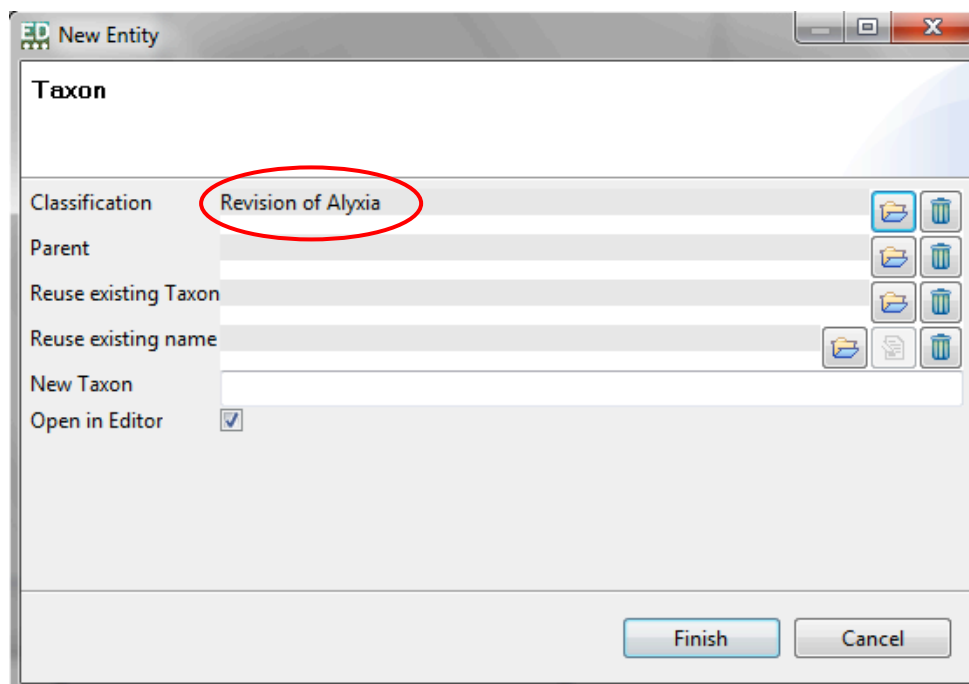 ED New Entity
Taxon
Classification Revision of Alyxia
Parent
Reuse existing Taxon
Reuse existing name
New Taxon
Open in Editor
Finish Cancel